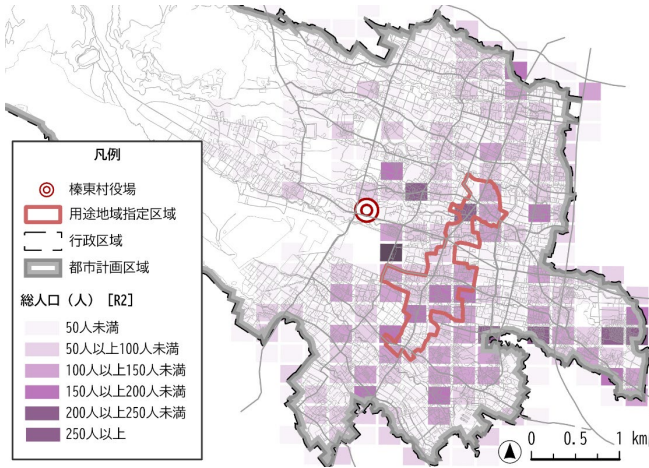 凡例
榛東村役場
用途地域指定区域
行政区域
都市計画区域
総人口（人）［R2］
50人未満
50人以上100人未満
100人以上150人未満
150人以上200人未満
200人以上250人未満
250人以上
0 0.5 1 km